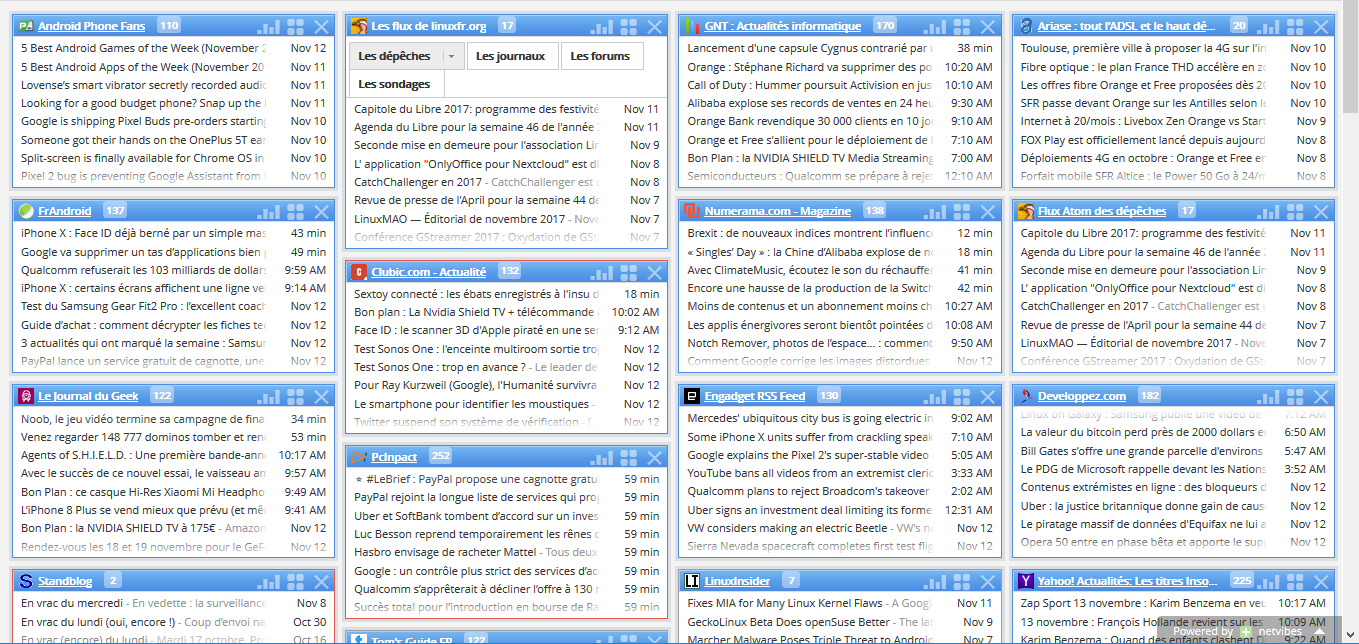 Android Phone Fans 110
5 Best Android Games of the Week (November 2 Nov 12
5 Best Android Apps of the Week (November 20 Nov 11
Lovense's smart vibrator secretly recorded audio Nov 11
Looking for a good budget phone? Snap up the Nov 11
Google is shipping Pixel Buds pre-orders starting Nov 10
Someone got their hands on the OnePlus 5T ear Nov 10
Split-screen is finally available for Chrome OS in Nov 10
Pixel 2 bug is preventing Google Assistant from Nov 10
FrAndroid 137
iPhone X : Face ID déjà berné par un simple mas 43 min
Google va supprimer un tas d'applications bien 49 min
Qualcomm refuserait les 103 milliards de dollars 9:59 AM
iPhone X : certains écrans affichent une ligne ve 9:14 AM
Test du Samsung Gear Fit2 Pro : l'excellent coach Nov 12
Guide d'achat : comment décrypter les fiches te Nov 12
3 actualités qui ont marqué la semaine : Samsu Nov 12
PayPal lance un service gratuit de cagnotte, une Nov 12
Le Journal du Geek 122
Noob, le jeu vidéo termine sa campagne de fina 34 min
Venez regarder 148 777 dominos tomber et ren 53 min
Agents of S.H.I.E.L.D. : Une première bande-ann 10:17 AM
Avec le succès de ce nouvel essai, le vaisseau an 9:57 AM
Bon Plan : ce casque Hi-Res Xiaomi Mi Headpho 9:49 AM
L'iPhone 8 Plus se vend mieux que prévu (et mê 9:41 AM
Bon Plan : la NVIDIA SHIELD TV à 175€ - Amazon Nov 12
Rendez-vous les 18 et 19 novembre pour le GeF Nov 12
Standblog 2
En vrac du mercredi - En vedette : la surveillance Nov 8
En vrac du lundi (oui, encore !) - Coup d'envoi na Oct 30
En vrac (encore) du lundi - Mardi 17 octobre, Pro Oct 16
Les flux de linuxfr.org 17
Les dépêches Les journaux Les forums
Les sondages
Capitole du Libre 2017: programme des festivité Nov 11
Agenda du Libre pour la semaine 46 de l'année Nov 11
Seconde mise en demeure pour l'association Lin Nov 9
L' application "OnlyOffice pour Nextcloud" est di Nov 8
CatchChallenger en 2017 - CatchChallenger est Nov 8
Revue de presse de l'April pour la semaine 44 de Nov 7
LinuxMAO — Éditorial de novembre 2017 - Nove Nov 7
Conférence GStreamer 2017 : Oxydation de GSt Nov 7
Clubic.com - Actualité 132
Sextoy connecté : les ébats enregistrés à l'insu d 18 min
Bon plan : La Nvidia Shield TV + télécommande 10:02 AM
Face ID : le scanner 3D d'Apple piraté en une ser 9:12 AM
Test Sonos One : l'enceinte multiroom sortie trop Nov 12
Test Sonos One : trop en avance ? - Le leader de Nov 12
Pour Ray Kurzweil (Google), l'Humanité survivra Nov 12
Le smartphone pour identifier les moustiques - Nov 12
Twitter suspend son système de vérification - Nov 12
PcInpact 252
#LeBrief : PayPal propose une cagnotte gratu 59 min
PayPal rejoint la longue liste de services qui pro 59 min
Uber et SoftBank tombent d'accord sur un inves 59 min
Luc Besson reprend temporairement les rênes 59 min
Hasbro envisage de racheter Mattel - Tous deux 59 min
Google : un contrôle plus strict des services d'ac 59 min
Qualcomm s'apprêterait à décliner l'offre à 130 59 min
Succès total pour l'introduction en bourse de Ra 59 min
Tom's Guide FR 122
GNT : Actualités informatique 170
Lancement d'une capsule Cygnus contrarié par 38 min
Orange : Stéphane Richard va supprimer des po 10:20 AM
Call of Duty : Hummer poursuit Activision en jus 10:10 AM
Alibaba explose ses records de ventes en 24 heu 9:30 AM
Orange Bank revendique 30 000 clients en 10 jo 9:10 AM
Orange et Free s'allient pour le déploiement de 7:10 AM
Bon Plan : la NVIDIA SHIELD TV Media Streaming 7:00 AM
Semiconducteurs : Qualcomm se prépare à reje 12:10 AM
Numerama.com - Magazine 138
Brexit : de nouveaux indices montrent l'influenc 12 min
« Singles' Day » : la Chine d'Alibaba explose de no 18 min
Avec ClimateMusic, écoutez le son du réchauffer 41 min
Encore une hausse de la production de la Switch 42 min
Moins de contenus et un abonnement moins ch 10:27 AM
Les applis énergivores seront bientôt pointées d 10:08 AM
Notch Remover, photos de l'espace... : comment 9:50 AM
Comment Google corrige les images distordues Nov 12
Engadget RSS Feed 130
Mercedes' ubiquitous city bus is going electric in 9:02 AM
Some iPhone X units suffer from crackling speak 7:10 AM
Google explains the Pixel 2's super-stable video 5:05 AM
YouTube bans all videos from an extremist cleric 3:33 AM
Qualcomm plans to reject Broadcom's takeover 2:02 AM
Uber signs an investment deal limiting its forme 12:31 AM
VW considers making an electric Beetle - VW's n Nov 12
Sierra Nevada spacecraft completes first test flig Nov 12
LinuxInsider 7
Fixes MIA for Many Linux Kernel Flaws - A Goog Nov 11
GeckoLinux Beta Does openSuse Better - The la Nov 9
Marcher Malware Poses Triple Threat to Android Nov 7
Ariase : tout l'ADSL et le haut dé... 20
Toulouse, première ville à proposer la 4G sur l'in Nov 10
Fibre optique : le plan France THD accélère en zo Nov 10
Les offres fibre Orange et Free proposées dès 20 Nov 10
SFR passe devant Orange sur les Antilles selon le Nov 10
Internet à 20/mois : Livebox Zen Orange vs Start Nov 9
FOX Play est officiellement lancé depuis aujourd Nov 8
Déploiements 4G en octobre : Orange et Free en Nov 8
Forfait mobile SFR Altice : le Power 50 Go à 24/m Nov 8
Flux Atom des dépêches 17
Capitole du Libre 2017: programme des festivité Nov 11
Agenda du Libre pour la semaine 46 de l'année Nov 11
Seconde mise en demeure pour l'association Lin Nov 9
L' application "OnlyOffice pour Nextcloud" est di Nov 8
CatchChallenger en 2017 - CatchChallenger est Nov 8
Revue de presse de l'April pour la semaine 44 de Nov 7
LinuxMAO — Éditorial de novembre 2017 - Nove Nov 7
Conférence GStreamer 2017 : Oxydation de GSt Nov 7
Developpez.com 182
Linux on Galaxy : Samsung publie une vidéo de 7:12 AM
La valeur du bitcoin perd près de 2000 dollars e 6:50 AM
Bill Gates s'offre une grande parcelle d'environs 5:47 AM
Le PDG de Microsoft rappelle devant les Nations 3:52 AM
Contenus extrémistes en ligne : des bloqueurs d Nov 12
Uber : la justice britannique donne gain de caus Nov 12
Le piratage massif de données d'Equifax ne lui a Nov 12
Opera 50 entre en phase bêta et apporte le sup Nov 12
Yahoo! Actualités: Les titres Inso... 225
Zap Sport 13 novembre : Karim Benzema en veu 10:17 AM
13 novembre : François Hollande revient pour l 10:09 AM
Karim Benzema : Quand des enfants clashent 9:22 AM
Powered by netvibes